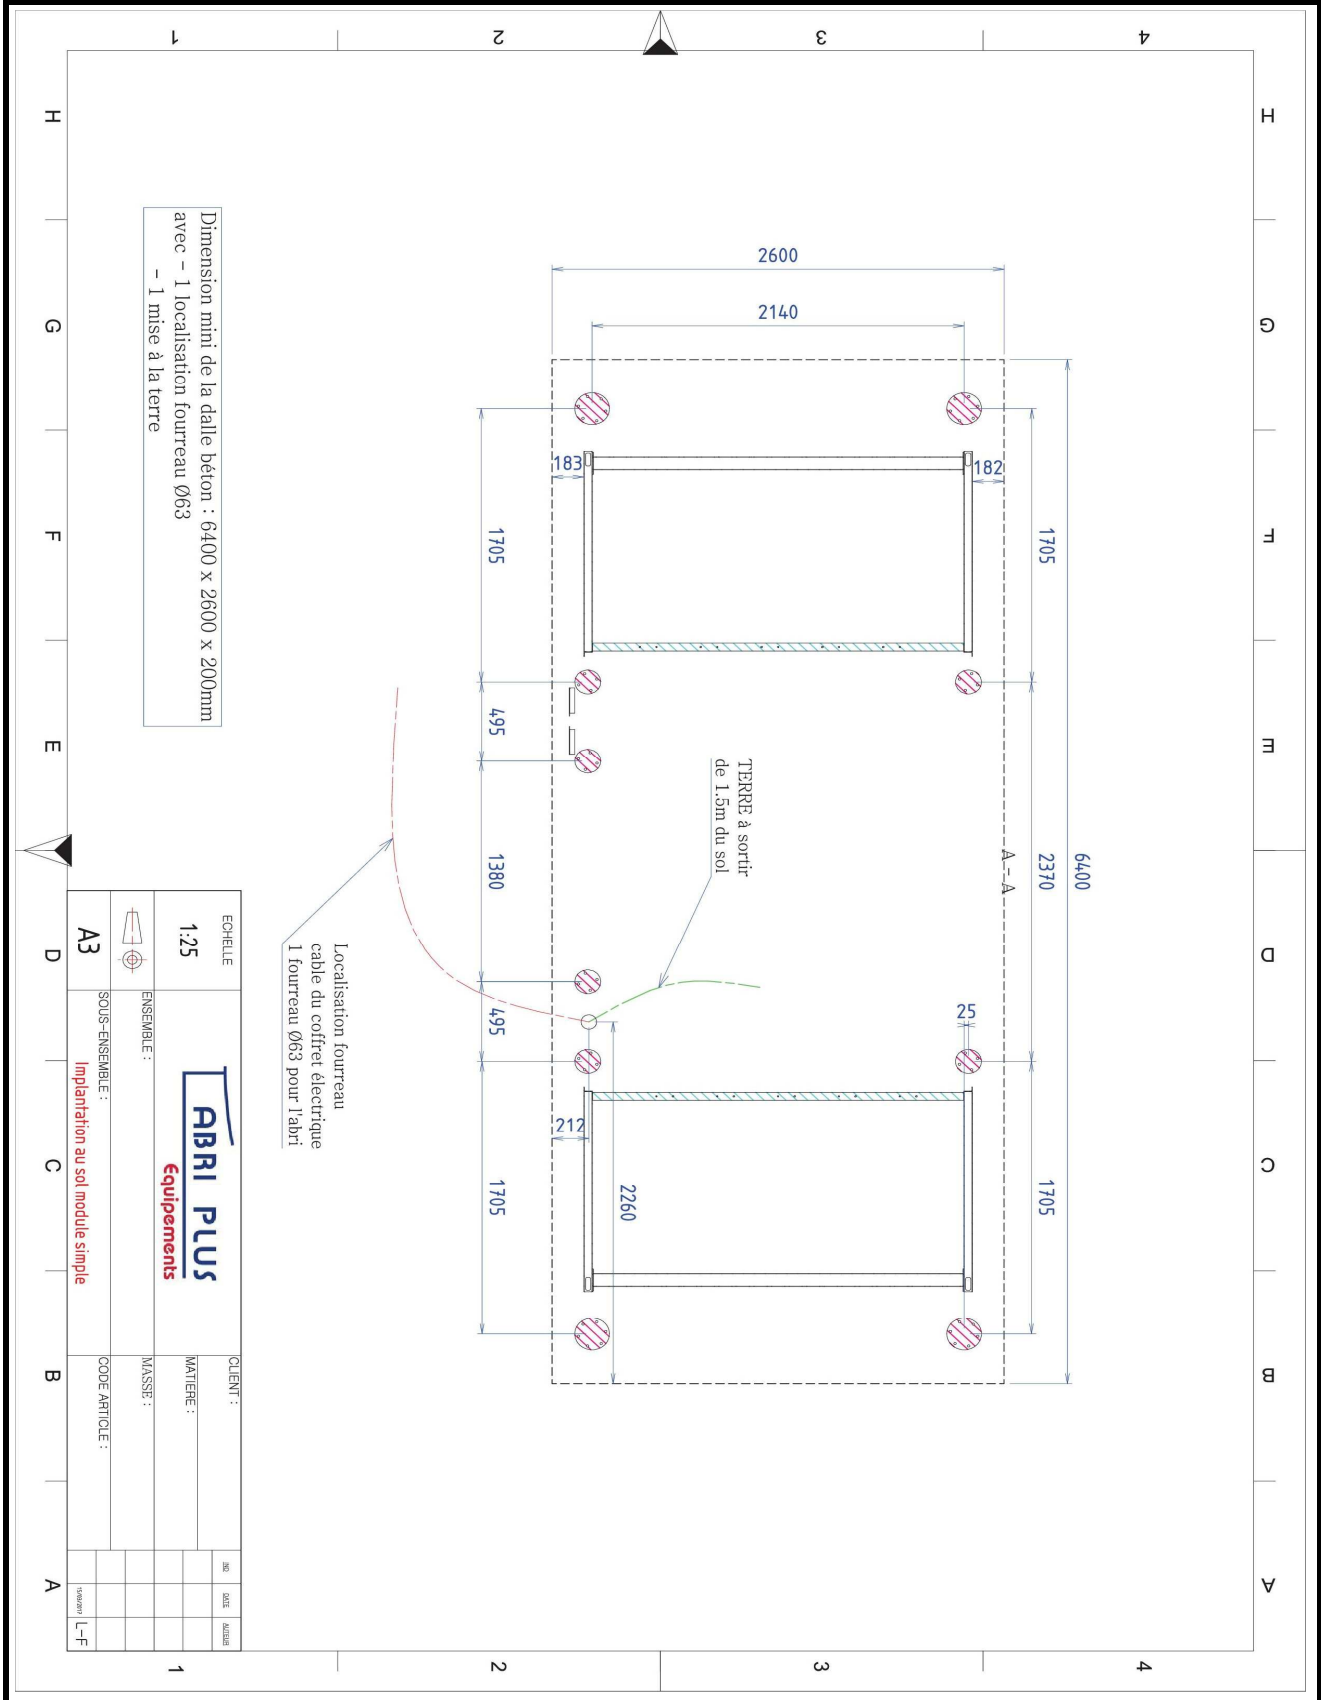 1
2
3
4
H
G
F
E
D
C
B
A
H
G
F
E
D
C
B
A
1
2
3
4
2600
2140
183
182
1705
1705
495
1380
495
1705
6400
2370
1705
25
212
2260
A - A
TERRE à sortir
de 1.5m du sol
Localisation fourreau
cable du coffret électrique
1 fourreau Ø63 pour l'abri
Dimension mini de la dalle béton : 6400 x 2600 x 200mm
avec - 1 localisation fourreau Ø63
- 1 mise à la terre
ECHELLE
1:25
A3
ABRI PLUS
Equipements
ENSEMBLE :
SOUS-ENSEMBLE :
Implantation au sol module simple
CLIENT :
MATIERE :
MASSE :
CODE ARTICLE :
IND
DATE
AUTEUR
L-F